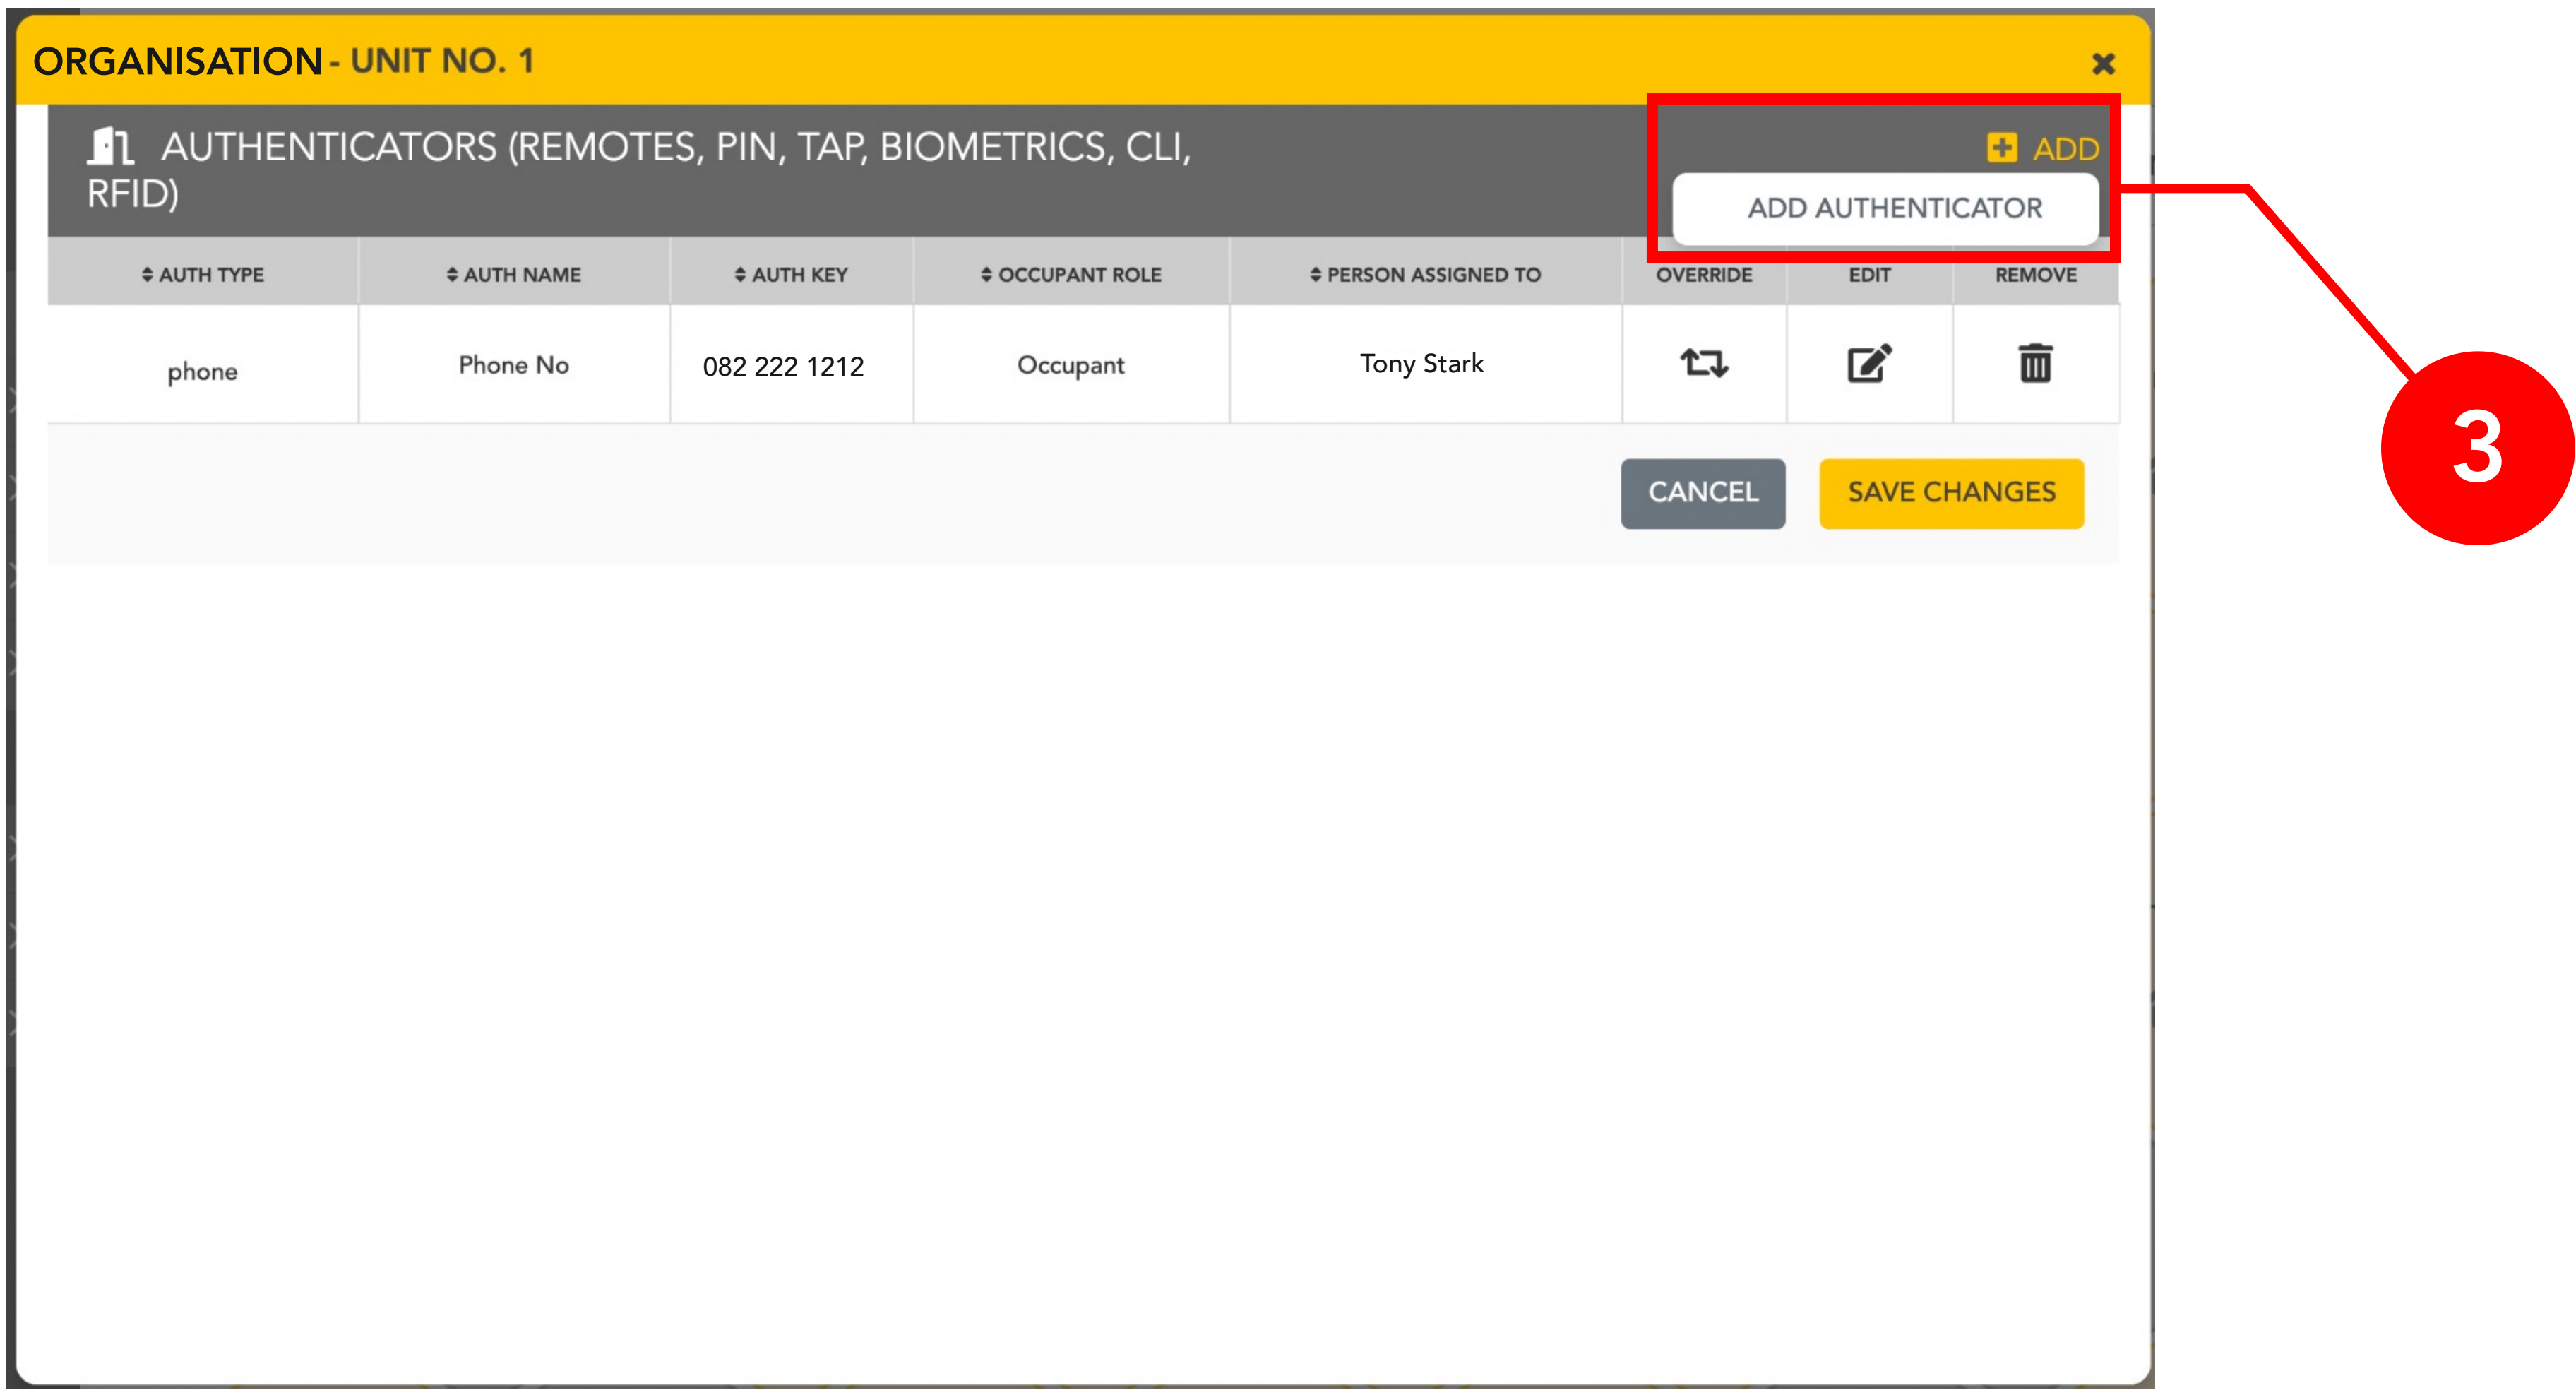 ORGANISATION - UNIT NO. 1
AUTHENTICATORS (REMOTES, PIN, TAP, BIOMETRICS, CLI,
RFID)
ADD
ADD AUTHENTICATOR
AUTH TYPE AUTH NAME AUTH KEY OCCUPANT ROLE PERSON ASSIGNED TO OVERRIDE EDIT REMOVE
phone Phone No 082 222 1212 Occupant Tony Stark
CANCEL SAVE CHANGES
3